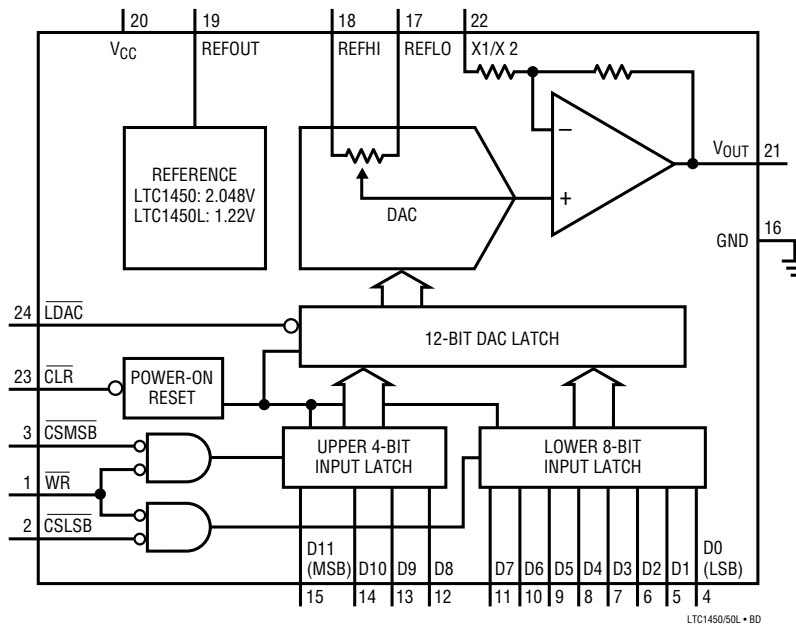 20 19 18 17 22
VCC REFOUT REFHI REFLO X1/X 2
REFERENCE
LTC1450: 2.048V
LTC1450L: 1.22V
DAC
−
+
VOUT 21
16
GND
24 LDAC
12-BIT DAC LATCH
23 CLR
POWER-ON
RESET
3 CSMSB
1 WR
2 CSLSB
UPPER 4-BIT
INPUT LATCH
LOWER 8-BIT
INPUT LATCH
D11
(MSB) D10 D9 D8 D7 D6 D5 D4 D3 D2 D1 D0
(LSB)
15 14 13 12 11 10 9 8 7 6 5 4
LTC1450/50L • BD